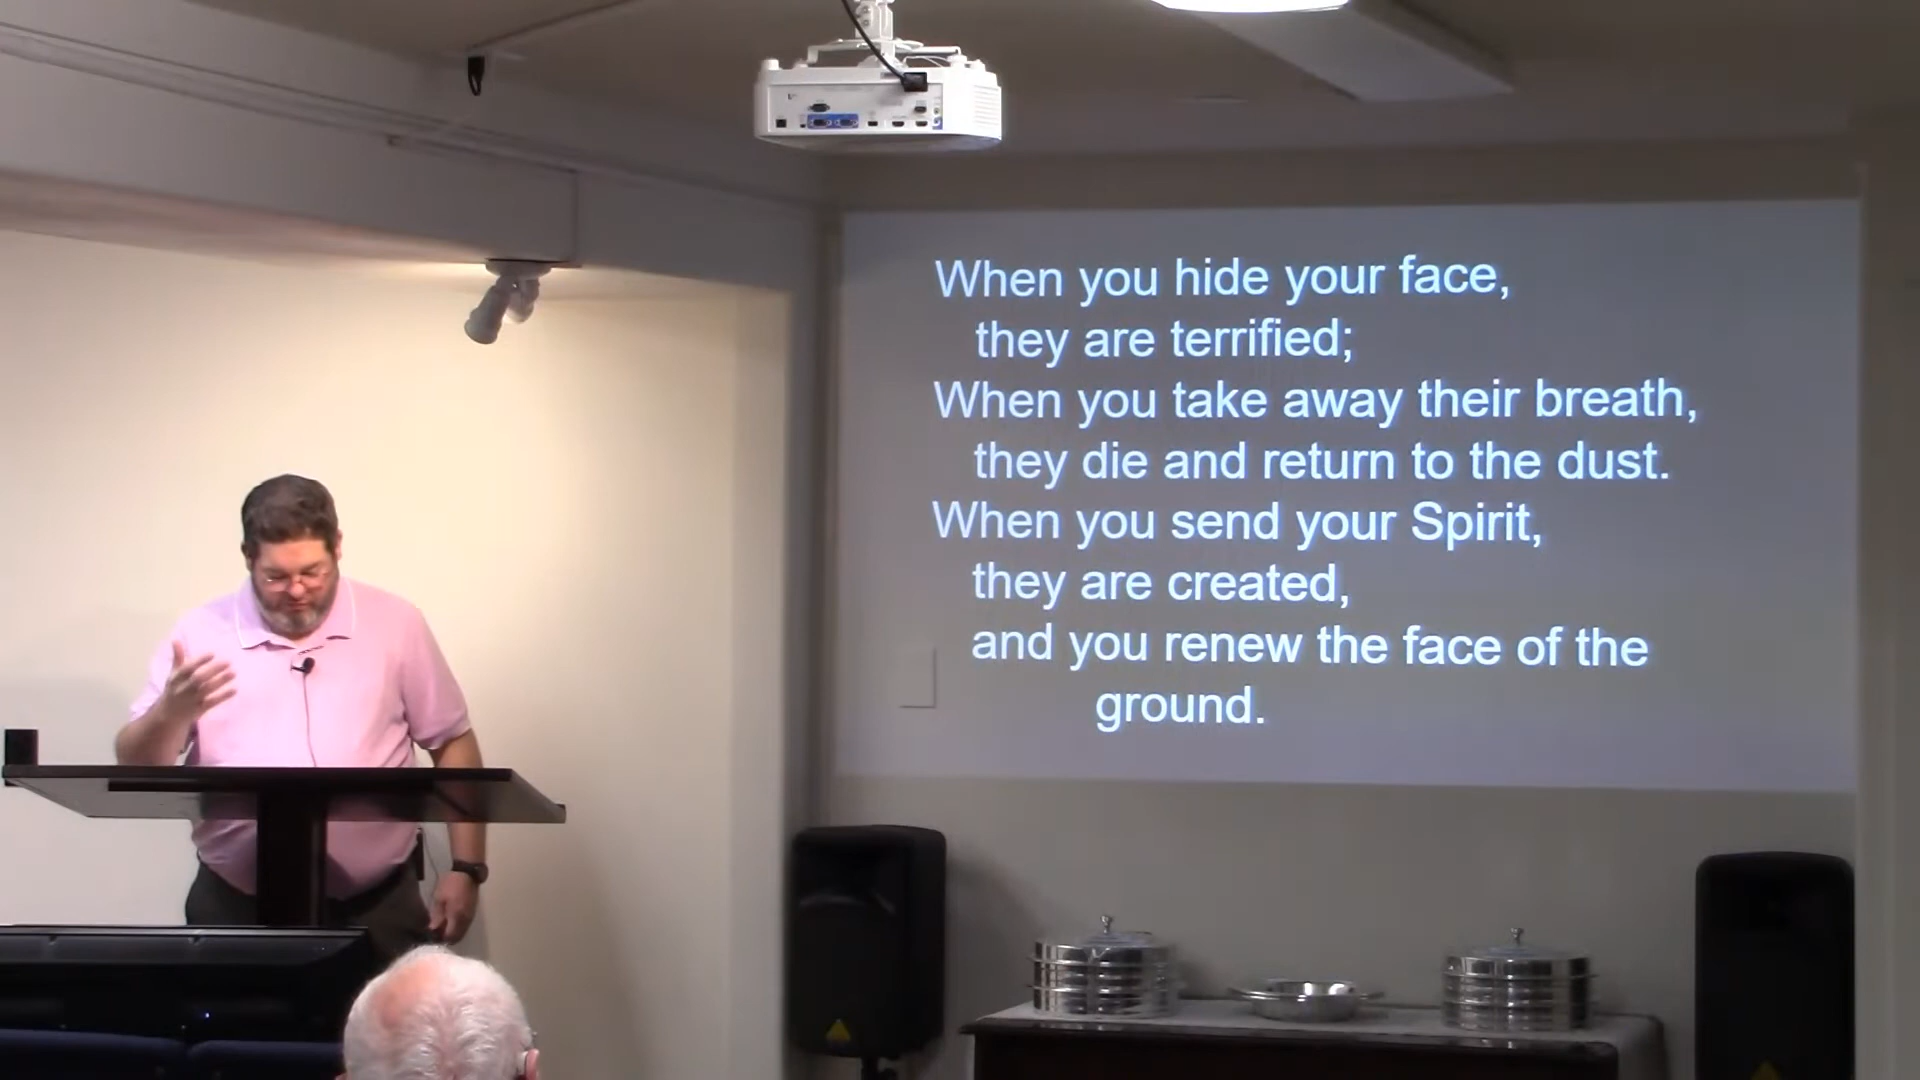 When you hide your face,
they are terrified;
When you take away their breath,
they die and return to the dust.
When you send your Spirit,
they are created,
and you renew the face of the
ground.